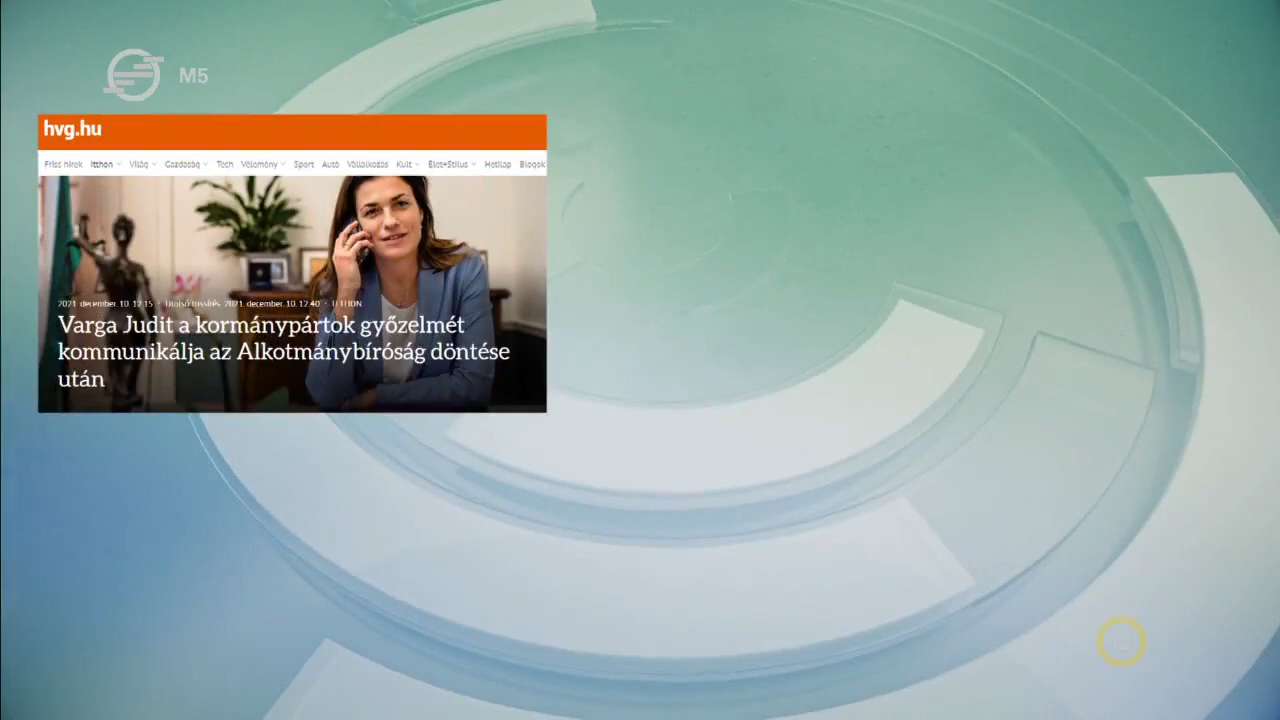 M5
hvg.hu
Friss hírek Itthon Világ Gazdaság Tech Vélemény Sport Autó Vállalkozás Kult Élet+Stílus Hetilap Blogok
2021. december. 10. 12:15 · Utolsó frissítés: 2021. december. 10. 12:40 · ITTHON
Varga Judit a kormánypártok győzelmét
kommunikálja az Alkotmánybíróság döntése
után
12